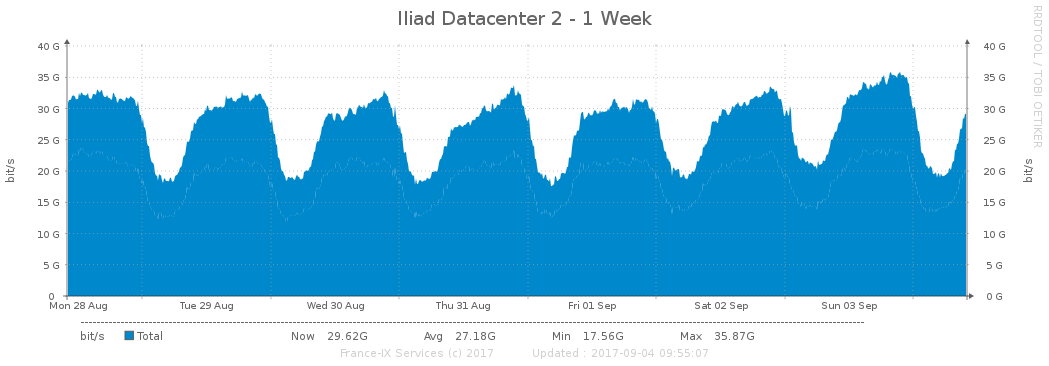 Iliad Datacenter 2 - 1 Week
RRDTOOL / TOBI OETIKER
bit/s
40 G 40 G
35 G 35 G
30 G 30 G
25 G 25 G
20 G 20 G
15 G 15 G
10 G 10 G
5 G 5 G
0 0 G
bit/s
Mon 28 Aug Tue 29 Aug Wed 30 Aug Thu 31 Aug Fri 01 Sep Sat 02 Sep Sun 03 Sep
bit/s Total Now 29.62G Avg 27.18G Min 17.56G Max 35.87G
France-IX Services (c) 2017 Updated : 2017-09-04 09:55:07